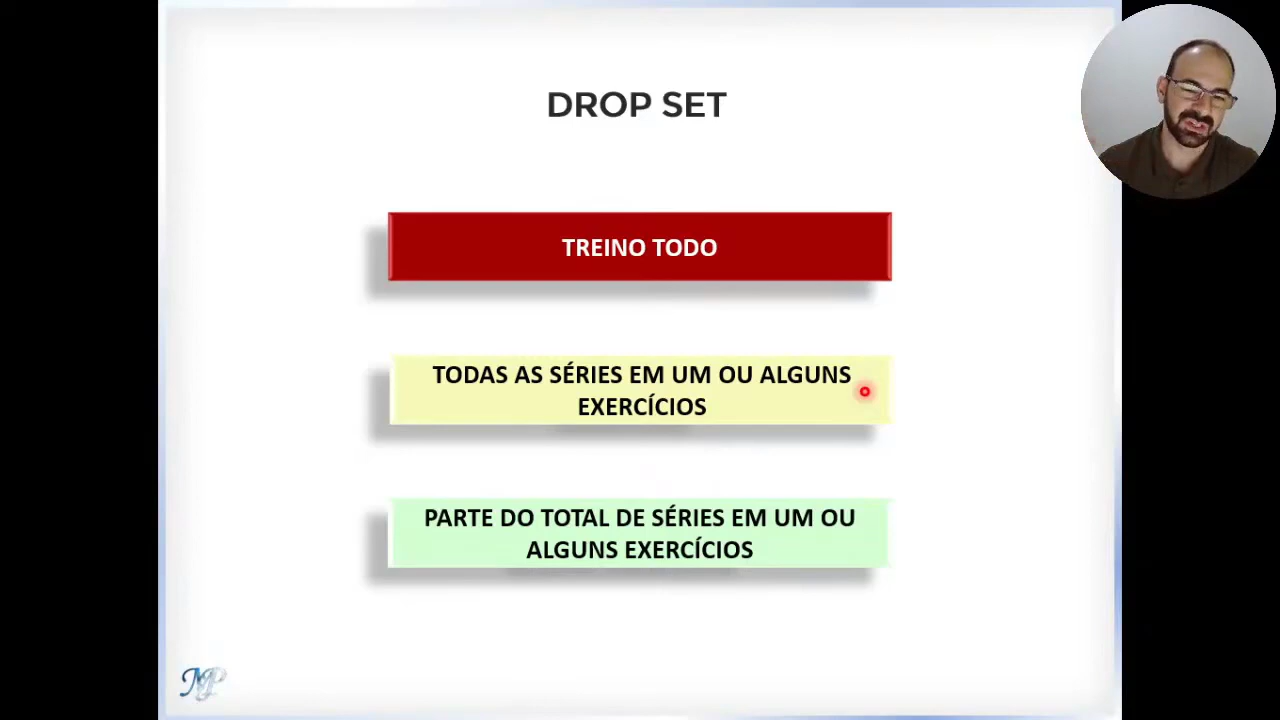 DROP SET
TREINO TODO
TODAS AS SÉRIES EM UM OU ALGUNS
EXERCÍCIOS
PARTE DO TOTAL DE SÉRIES EM UM OU
ALGUNS EXERCÍCIOS
MP